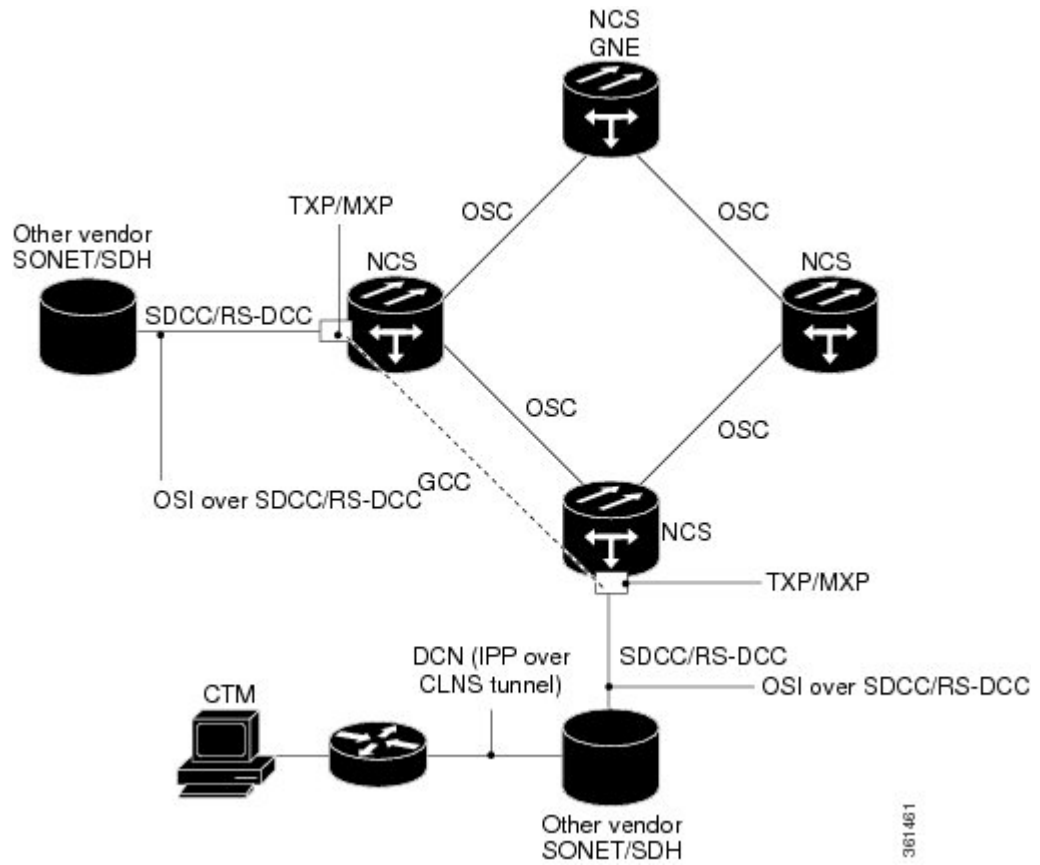 NCS
GNE
TXP/MXP
OSC
OSC
Other vendor
SONET/SDH
NCS
NCS
SDCC/RS-DCC
OSC
OSC
OSI over SDCC/RS-DCC
GCC
NCS
TXP/MXP
DCN (IPP over
CLNS tunnel)
SDCC/RS-DCC
OSI over SDCC/RS-DCC
CTM
Other vendor
SONET/SDH
361461